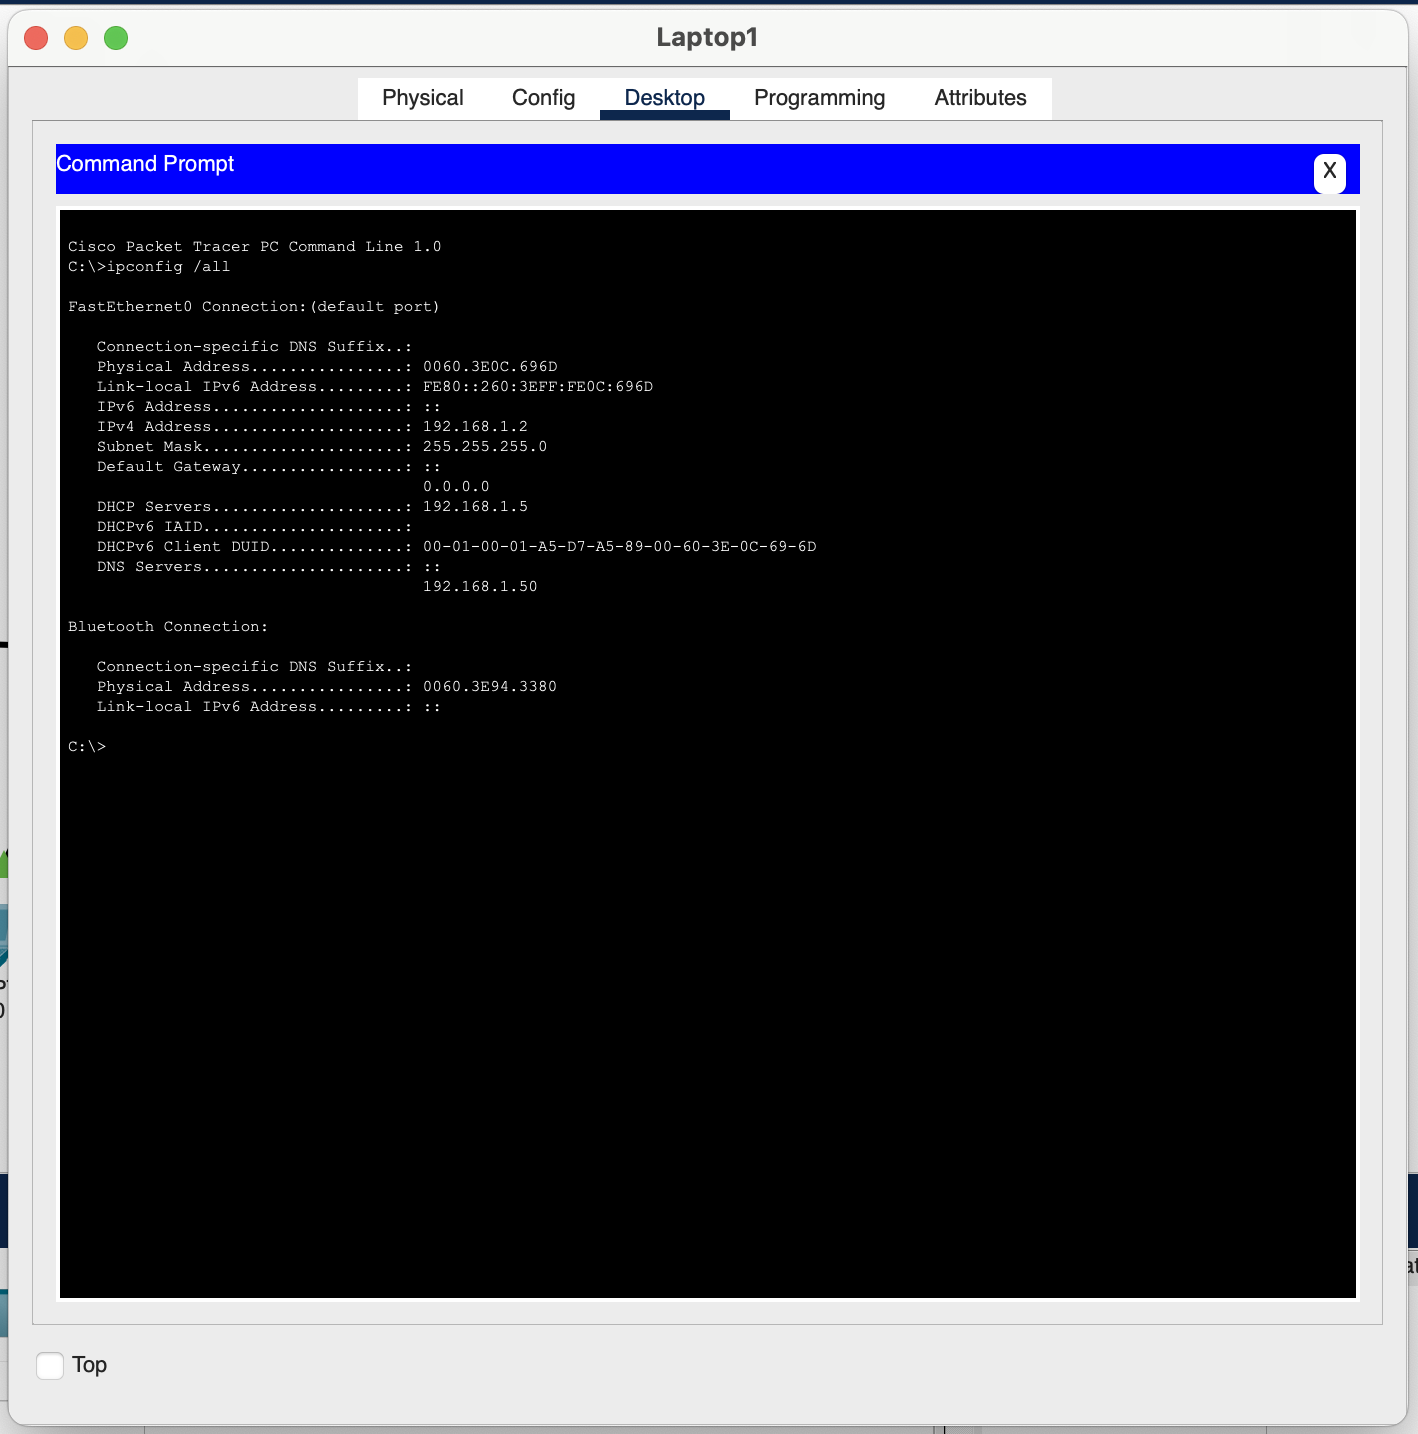 Laptop1
Physical Config Desktop Programming Attributes
Command Prompt
X
Cisco Packet Tracer PC Command Line 1.0
C:\>ipconfig /all
FastEthernet0 Connection:(default port)
Connection-specific DNS Suffix..:
Physical Address................: 0060.3E0C.696D
Link-local IPv6 Address.........: FE80::260:3EFF:FE0C:696D
IPv6 Address....................: ::
IPv4 Address....................: 192.168.1.2
Subnet Mask.....................: 255.255.255.0
Default Gateway.................: ::
0.0.0.0
DHCP Servers....................: 192.168.1.5
DHCPv6 IAID.....................:
DHCPv6 Client DUID..............: 00-01-00-01-A5-D7-A5-89-00-60-3E-0C-69-6D
DNS Servers.....................: ::
192.168.1.50
Bluetooth Connection:
Connection-specific DNS Suffix..:
Physical Address................: 0060.3E94.3380
Link-local IPv6 Address.........: ::
C:\>
Top